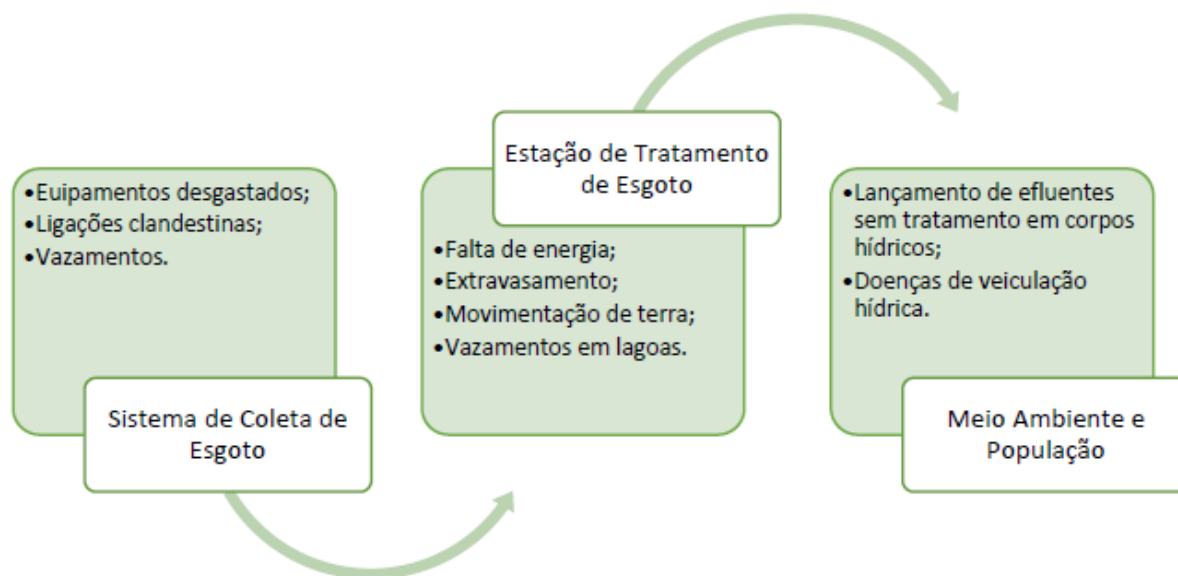 •Euipamentos desgastados;
•Ligações clandestinas;
•Vazamentos.
Sistema de Coleta de
Esgoto
Estação de Tratamento
de Esgoto
•Falta de energia;
•Extravasamento;
•Movimentação de terra;
•Vazamentos em lagoas.
•Lançamento de efluentes
sem tratamento em corpos
hídricos;
•Doenças de veiculação
hídrica.
Meio Ambiente e
População